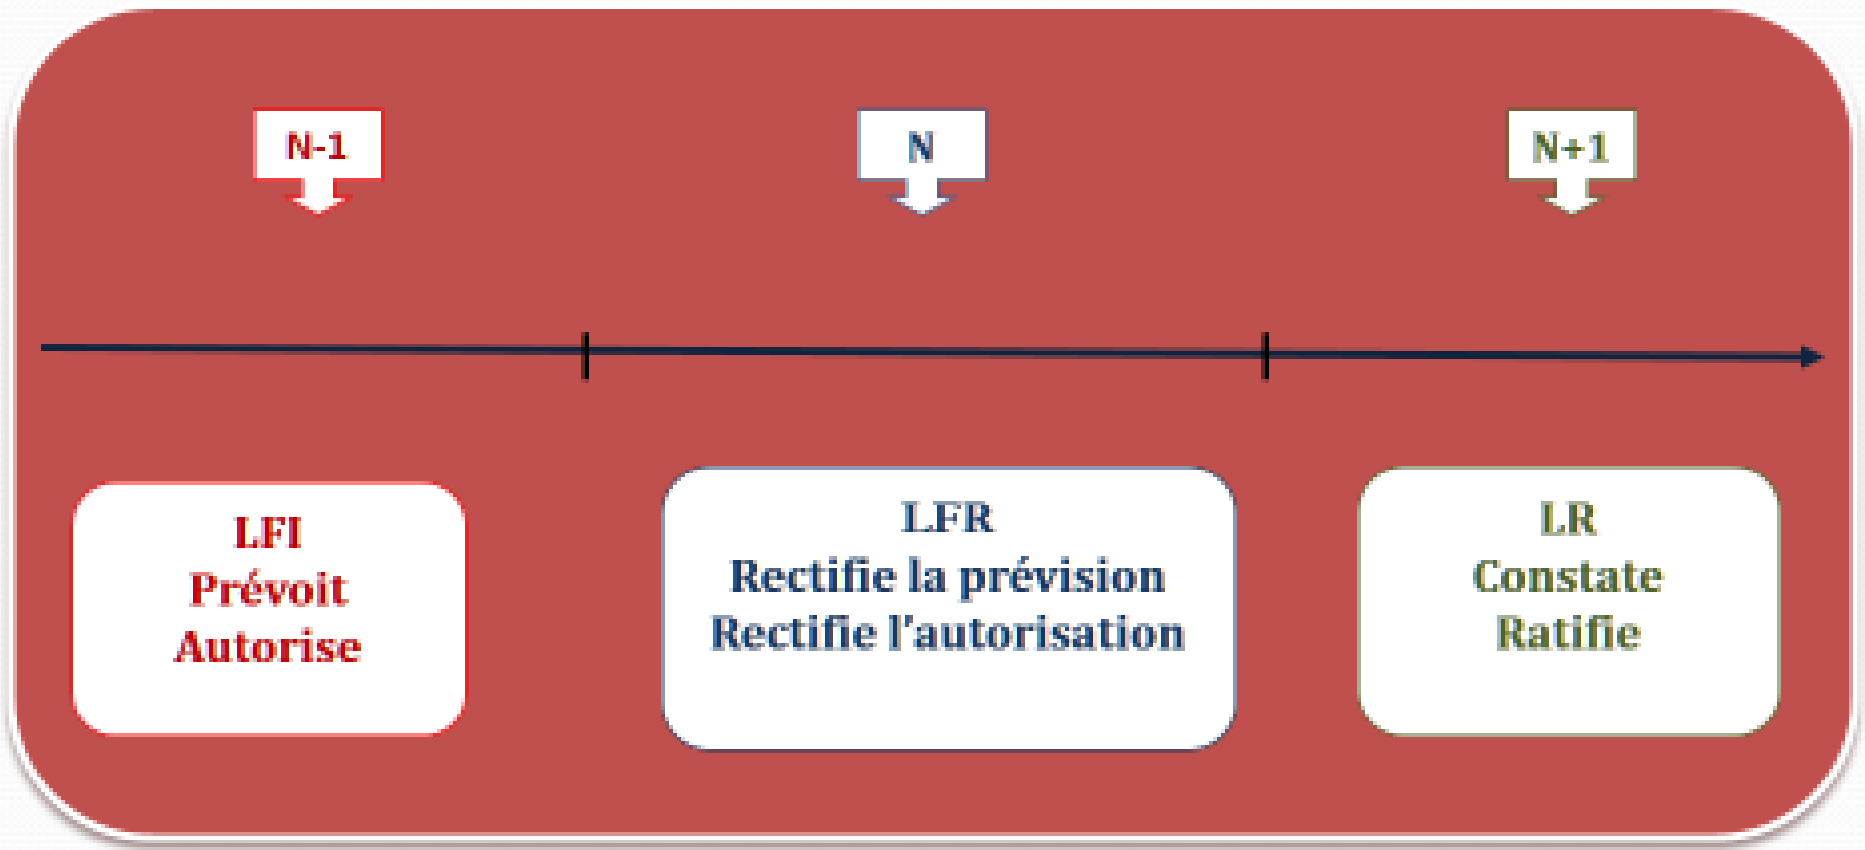 N-1
N
N+1
LFI
Prévoit
Autorise
LFR
Rectifie la prévision
Rectifie l'autorisation
LR
Constate
Ratifie